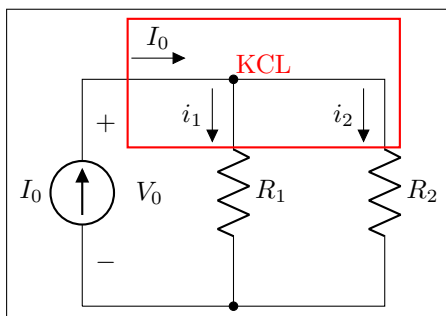 I₀
KCL
+ i₁ i₂
I₀ V₀ R₁ R₂
−